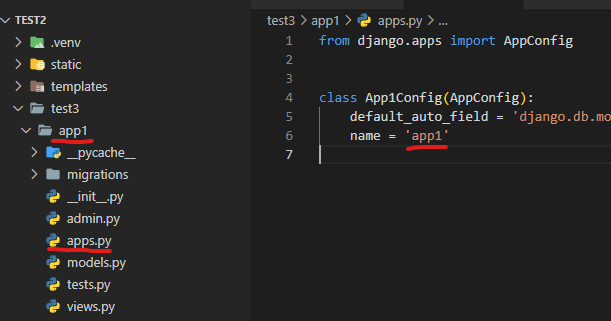 TEST2
.venv
static
templates
test3
app1
__pycache__
migrations
__init__.py
admin.py
apps.py
models.py
tests.py
views.py
test3 > app1 > apps.py > ...
1 from django.apps import AppConfig
2
3
4 class App1Config(AppConfig):
5 default_auto_field = 'django.db.mo
6 name = 'app1'
7